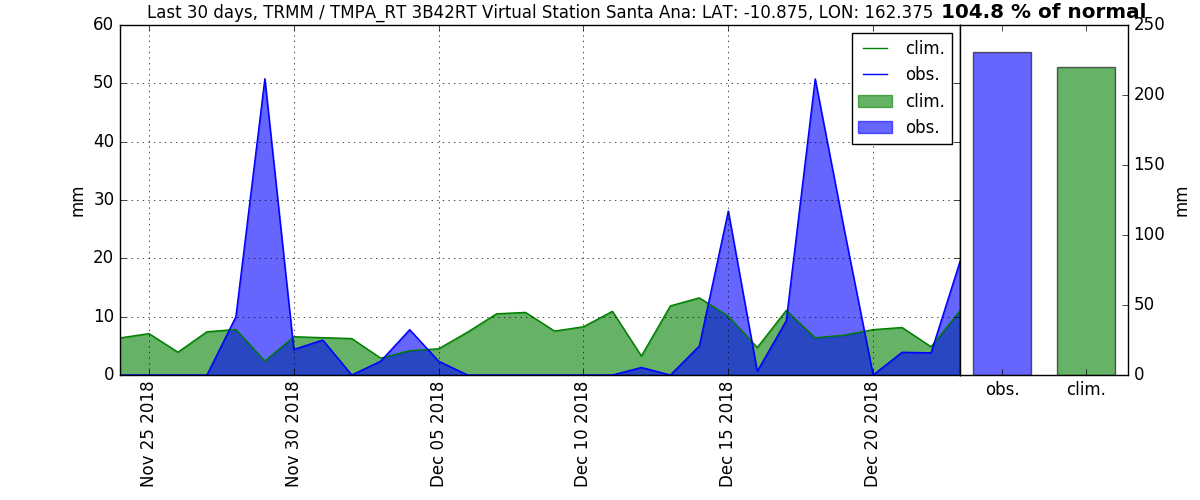 Last 30 days, TRMM / TMPA_RT 3B42RT Virtual Station Santa Ana: LAT: -10.875, LON: 162.375 104.8 % of normal
60
50
40
30
20
10
0
mm
clim.
obs.
clim.
obs.
Nov 25 2018
Nov 30 2018
Dec 05 2018
Dec 10 2018
Dec 15 2018
Dec 20 2018
250
200
150
100
50
0
mm
obs. clim.